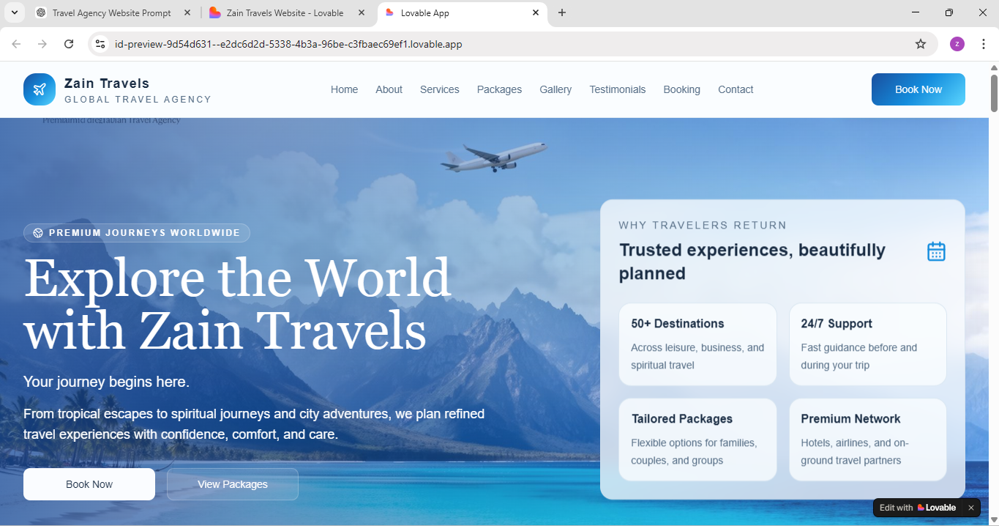 Travel Agency Website Prompt
Zain Travels Website - Lovable
Lovable App
id-preview-9d54d631--e2dc6d2d-5338-4b3a-96be-c3fbaec69ef1.lovable.app
z
Zain Travels
GLOBAL TRAVEL AGENCY
Home
About
Services
Packages
Gallery
Testimonials
Booking
Contact
Book Now
Travel Agency
PREMIUM JOURNEYS WORLDWIDE
Explore the World
with Zain Travels
Your journey begins here.
From tropical escapes to spiritual journeys and city adventures, we plan refined
travel experiences with confidence, comfort, and care.
Book Now
View Packages
WHY TRAVELERS RETURN
Trusted experiences, beautifully
planned
50+ Destinations
Across leisure, business, and
spiritual travel
24/7 Support
Fast guidance before and
during your trip
Tailored Packages
Flexible options for families,
couples, and groups
Premium Network
Hotels, airlines, and on-
ground travel partners
Edit with Lovable